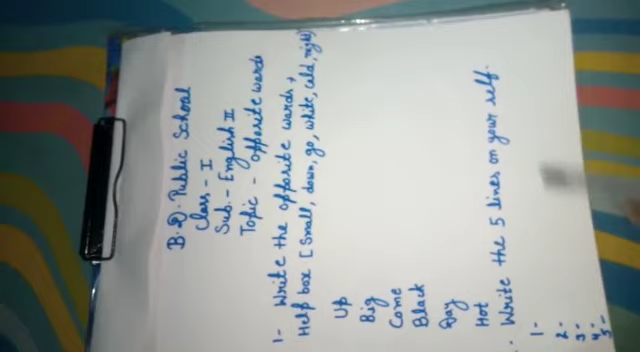 B. D. Public School
Class - I
Sub. - English II
Topic - opposite words
1- Write the opposite words,
Help box [Small, down, go, white, cold, night]
Up
Big
Come
Black
Day
Hot
Write the 5 lines on your self.
1-
2-
3-
4-
5-